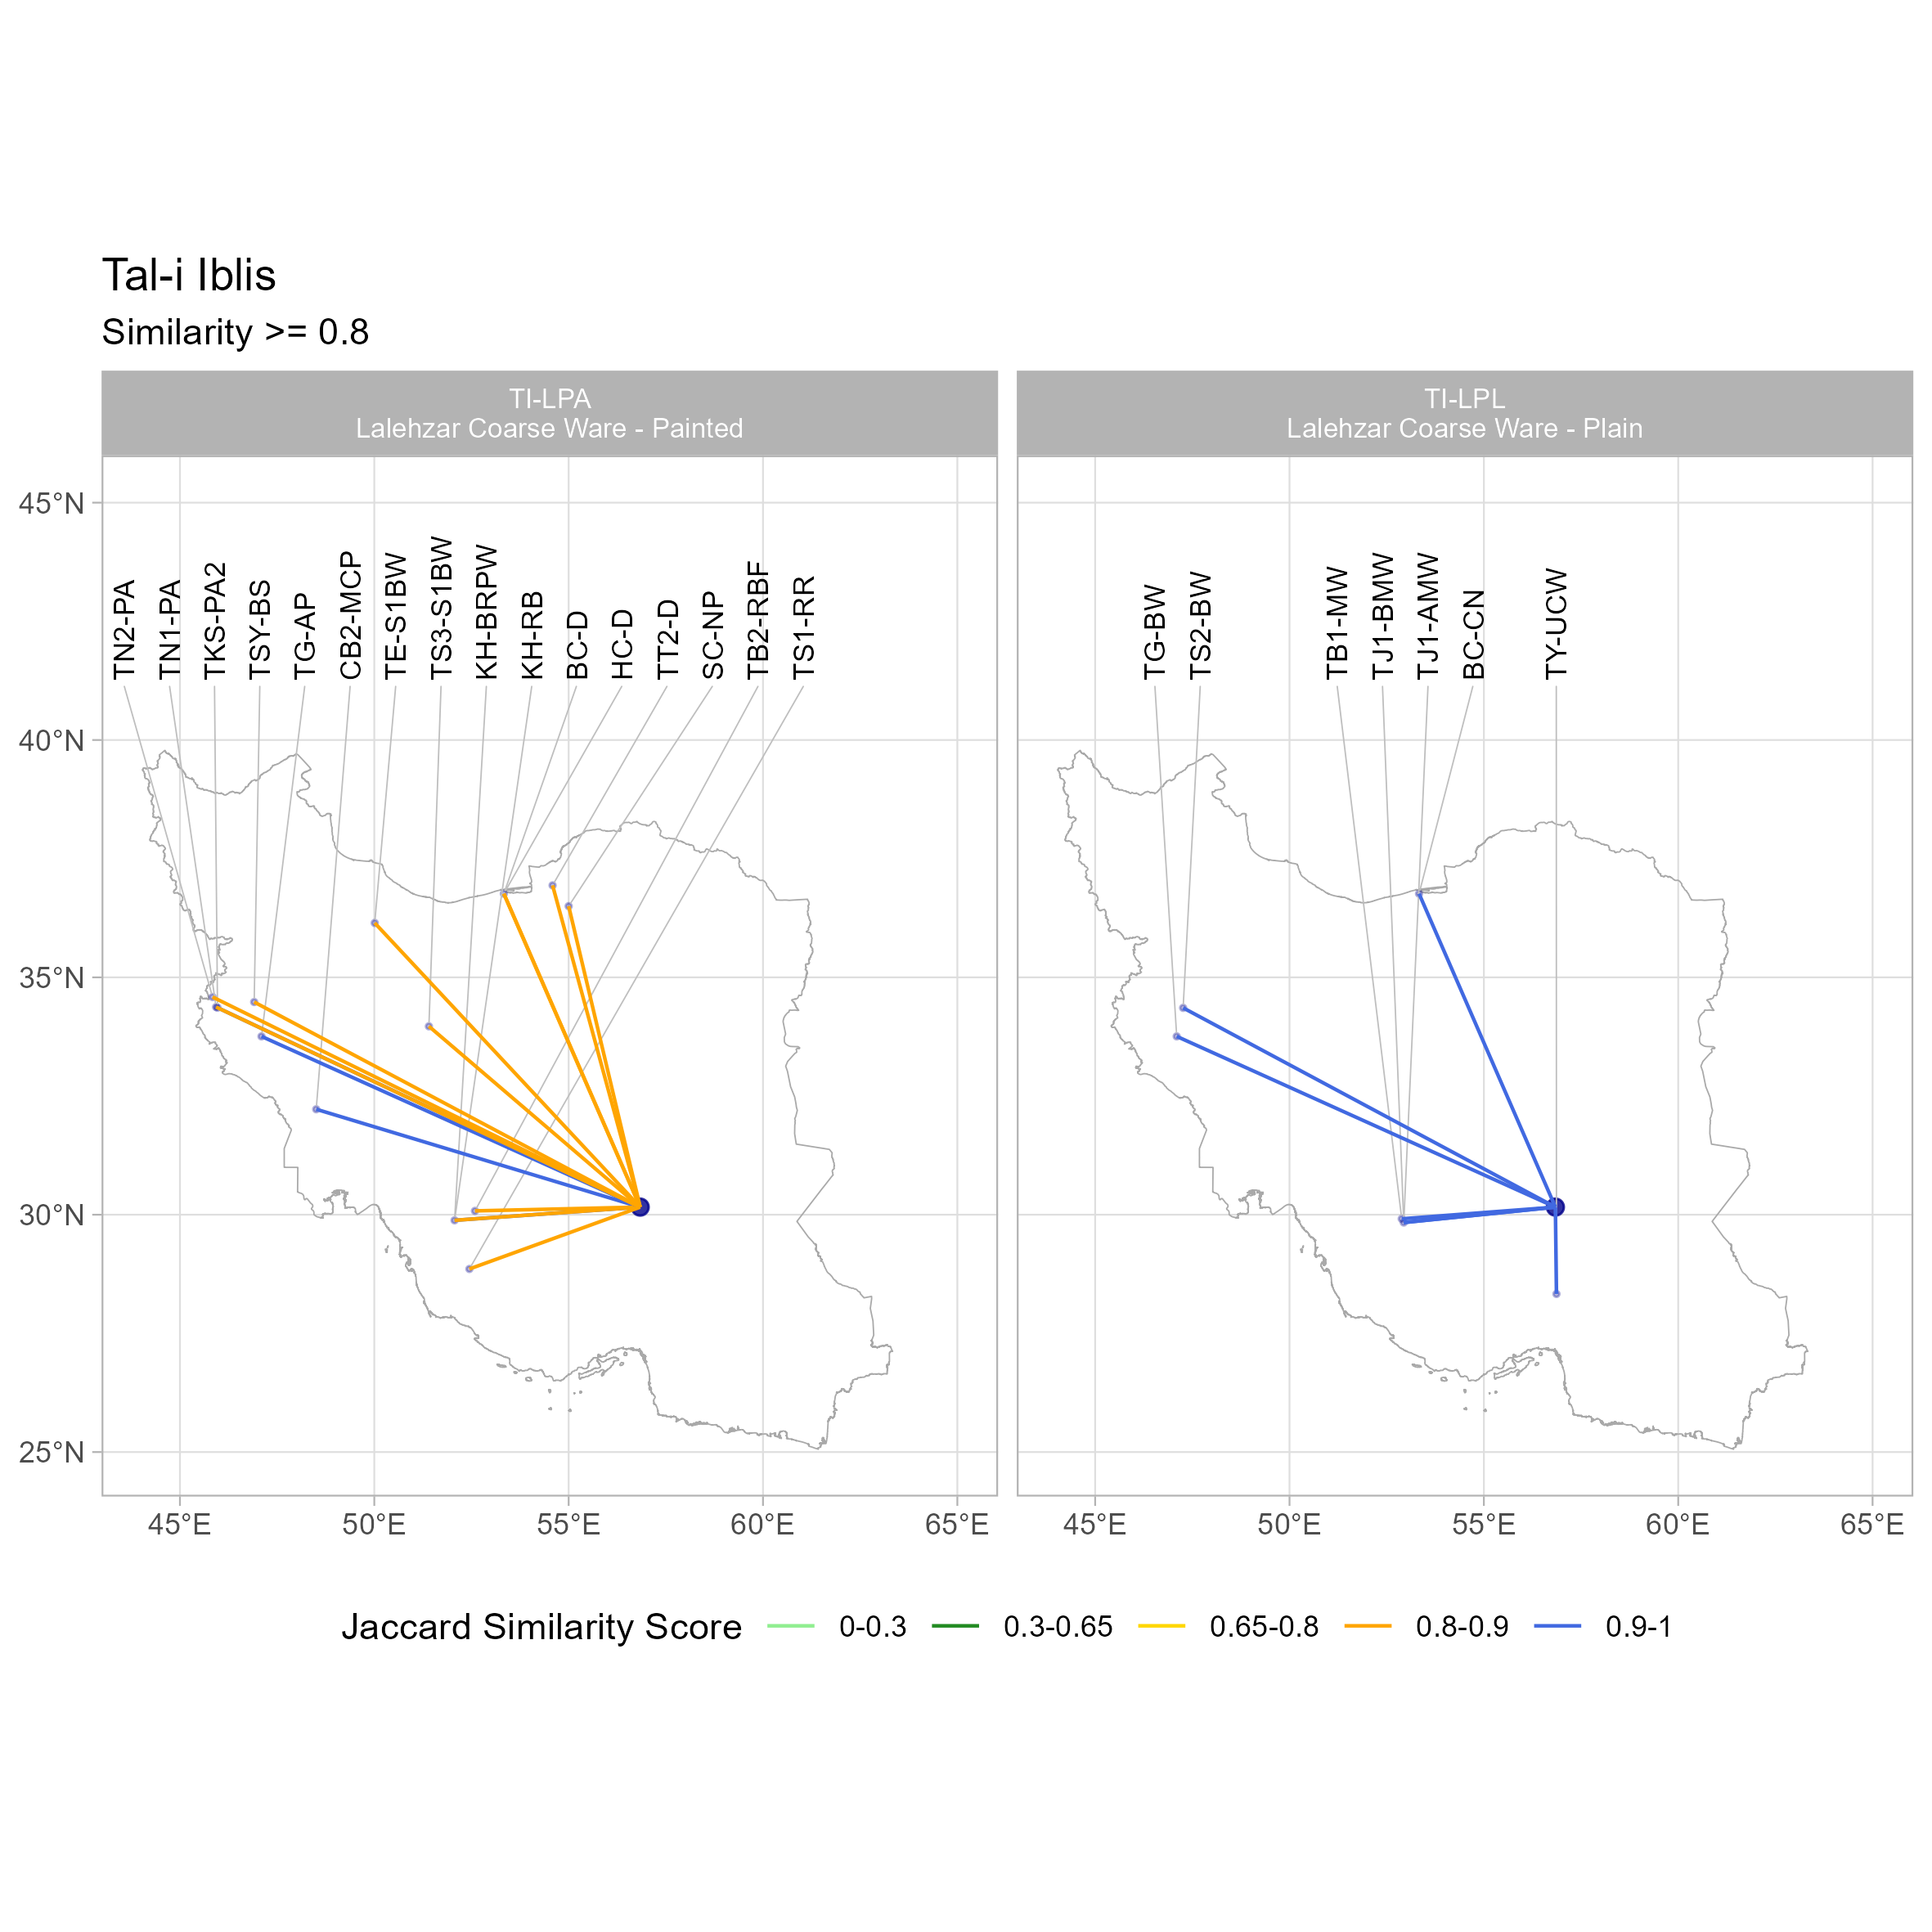 Tal-i Iblis
Similarity >= 0.8
TI-LPA
Lalehzar Coarse Ware - Painted
TI-LPL
Lalehzar Coarse Ware - Plain
45°N
40°N
35°N
30°N
25°N
TN2-PA
TN1-PA
TKS-PA2
TSY-BS
TG-AP
CB2-MCP
TE-S1BW
TS3-S1BW
KH-BRPW
KH-RB
BC-D
HC-D
TT2-D
SC-NP
TB2-RBF
TS1-RR
TG-BW
TS2-BW
TB1-MW
TJ1-BMW
TJ1-AMW
BC-CN
TY-UCW
45°E 50°E 55°E 60°E 65°E
45°E 50°E 55°E 60°E 65°E
Jaccard Similarity Score 0-0.3 0.3-0.65 0.65-0.8 0.8-0.9 0.9-1